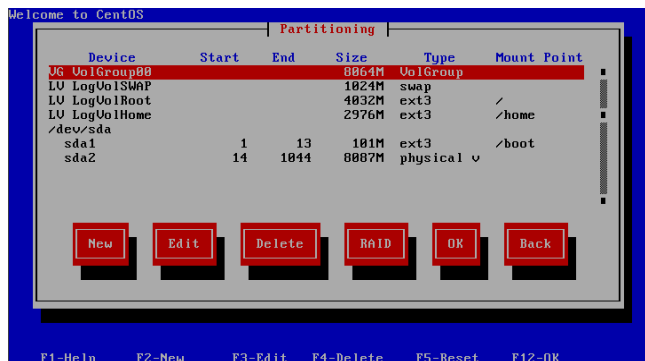 Welcome to CentOS
Partitioning
Device Start End Size Type Mount Point
VG VolGroup00 8064M VolGroup
LV LogVolSWAP 1024M swap
LV LogVolRoot 4032M ext3 /
LV LogVolHome 2976M ext3 /home
/dev/sda
sda1 1 13 101M ext3 /boot
sda2 14 1044 8087M physical v
New Edit Delete RAID OK Back
F1-Help F2-New F3-Edit F4-Delete F5-Reset F12-OK